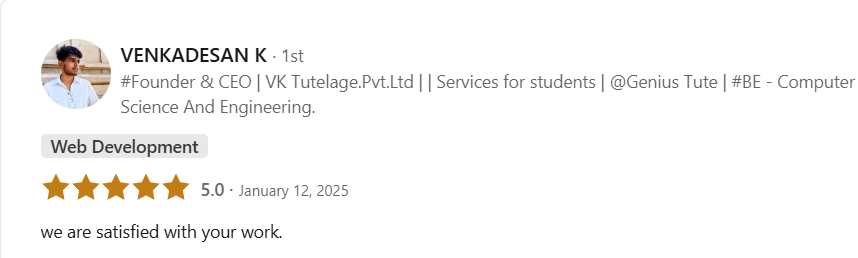 VENKADESAN K · 1st
#Founder & CEO | VK Tutelage.Pvt.Ltd | | Services for students | @Genius Tute | #BE - Computer
Science And Engineering.
Web Development
5.0 · January 12, 2025
we are satisfied with your work.